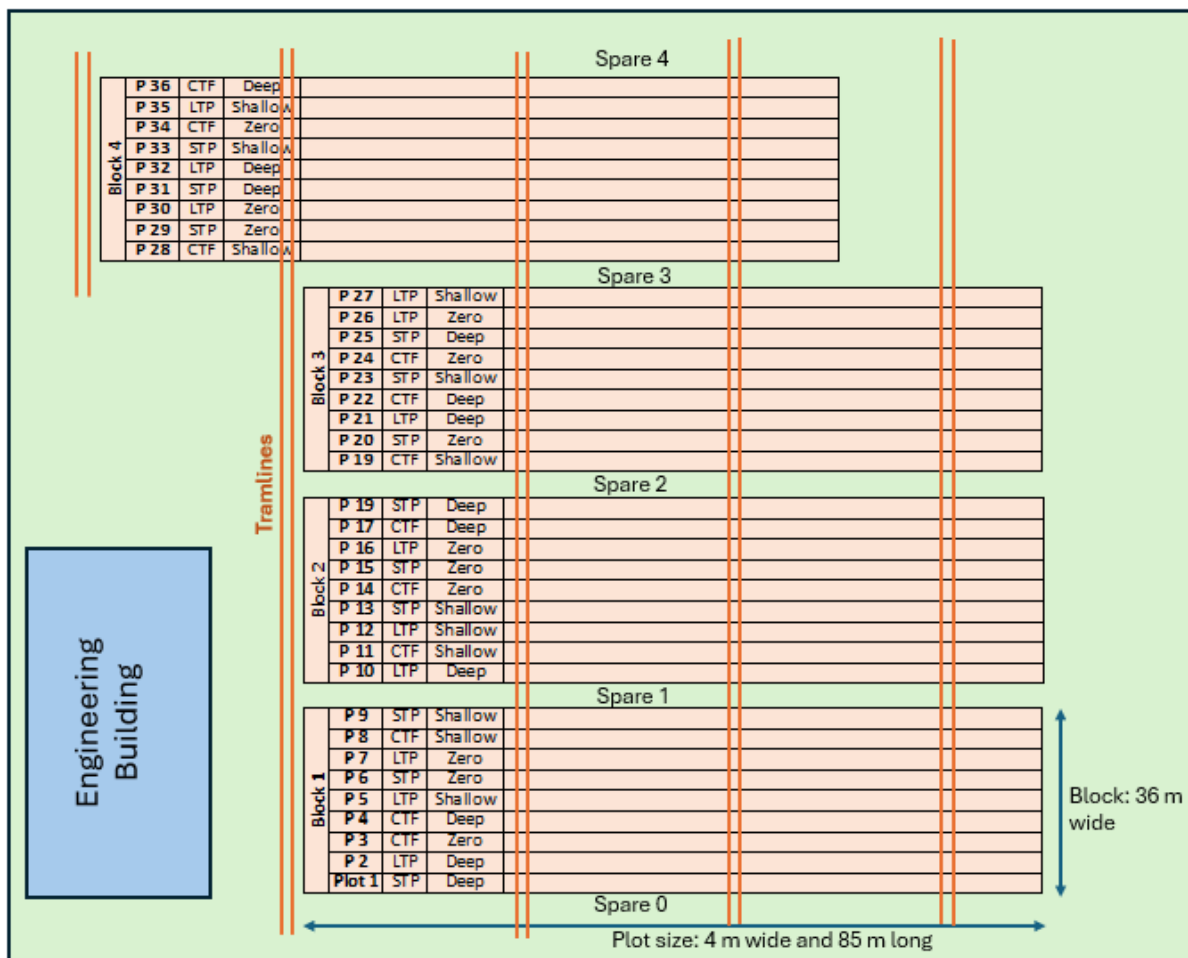 Spare 4
Block 4
P 36 CTF Deep
P 35 LTP Shallow
P 34 CTF Zero
P 33 STP Shallow
P 32 LTP Deep
P 31 STP Deep
P 30 LTP Zero
P 29 STP Zero
P 28 CTF Shallow
Spare 3
Block 3
P 27 LTP Shallow
P 26 LTP Zero
P 25 STP Deep
P 24 CTF Zero
P 23 STP Shallow
P 22 CTF Deep
P 21 LTP Deep
P 20 STP Zero
P 19 CTF Shallow
Tramlines
Spare 2
Block 2
P 19 STP Deep
P 17 CTF Deep
P 16 LTP Zero
P 15 STP Zero
P 14 CTF Zero
P 13 STP Shallow
P 12 LTP Shallow
P 11 CTF Shallow
P 10 LTP Deep
Engineering
Building
Spare 1
Block 1
P 9 STP Shallow
P 8 CTF Shallow
P 7 LTP Zero
P 6 STP Zero
P 5 LTP Shallow
P 4 CTF Deep
P 3 CTF Zero
P 2 LTP Deep
Plot 1 STP Deep
Block: 36 m
wide
Spare 0
Plot size: 4 m wide and 85 m long